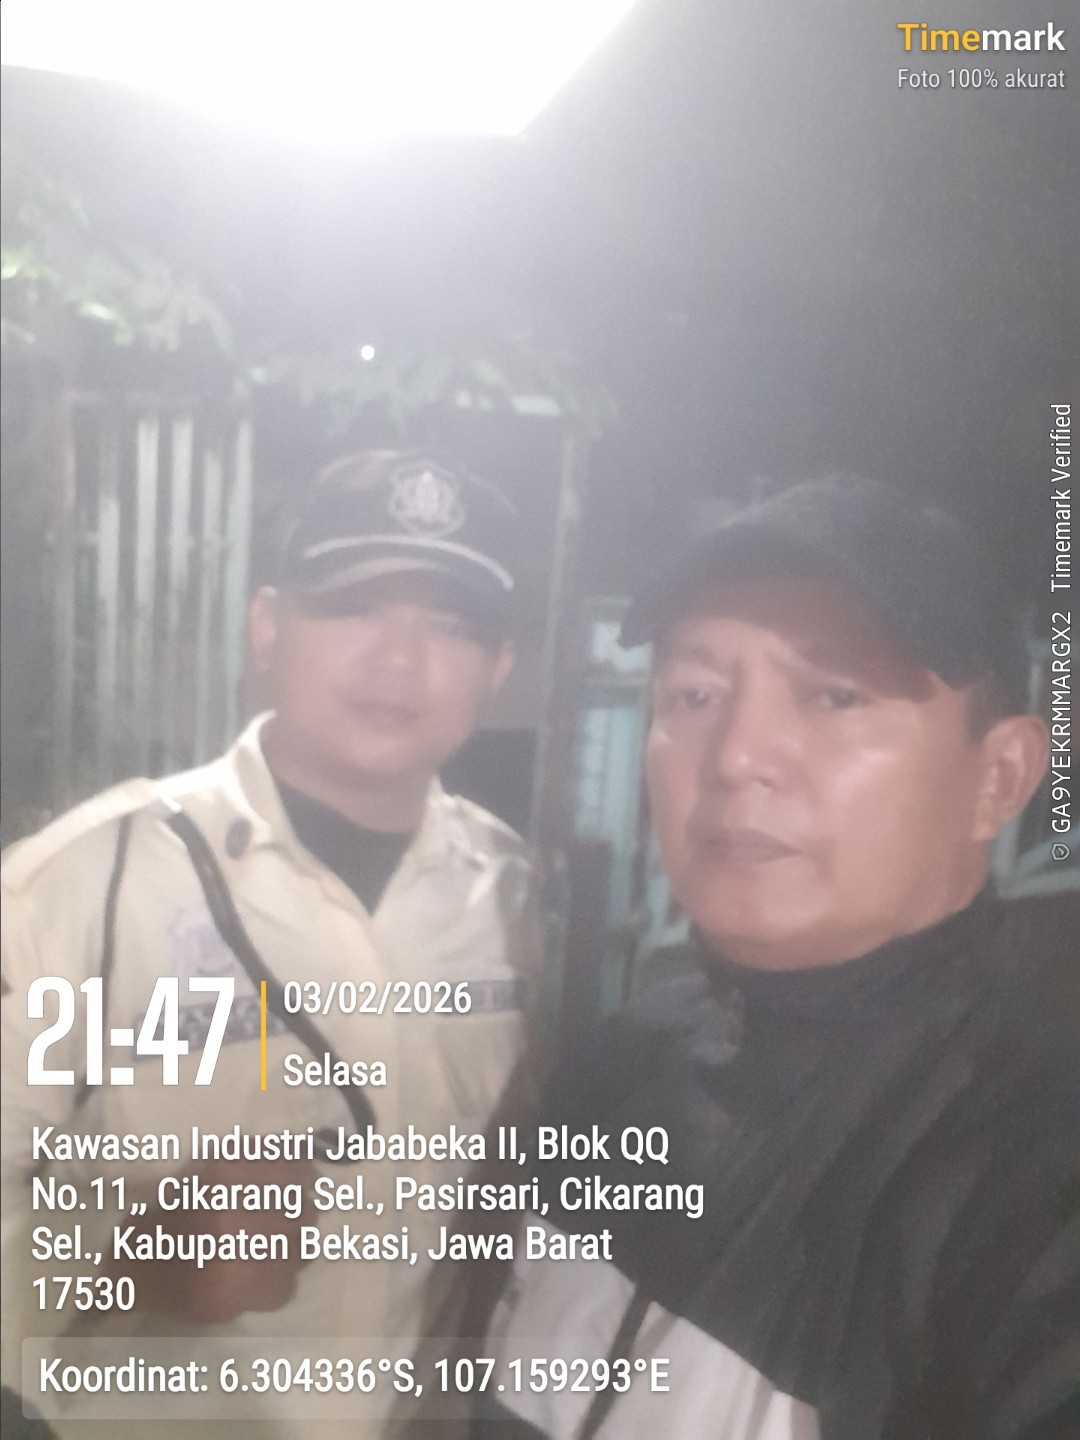 Timemark
Foto 100% akurat
GA9YEKRMMARGX2 Timemark Verified
21:47
03/02/2026
Selasa
Kawasan Industri Jababeka II, Blok QQ
No.11,, Cikarang Sel., Pasirsari, Cikarang
Sel., Kabupaten Bekasi, Jawa Barat
17530
Koordinat: 6.304336°S, 107.159293°E